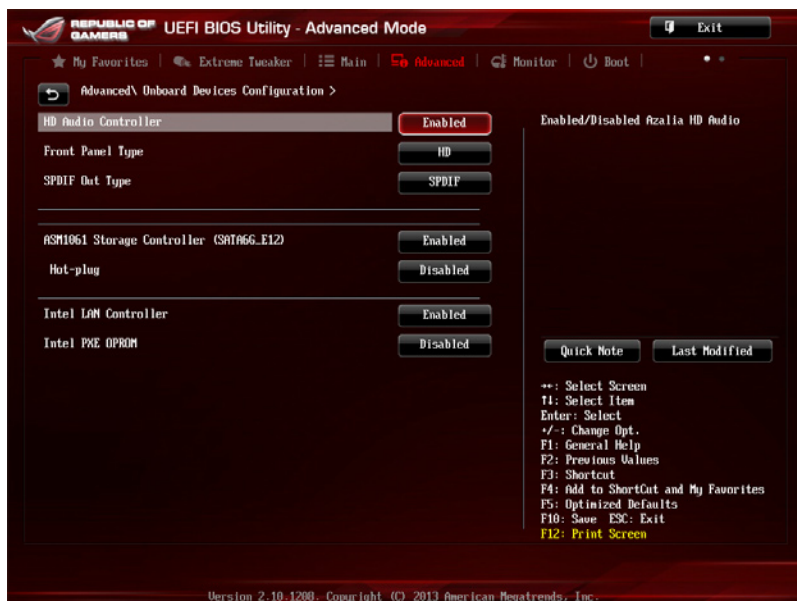 REPUBLIC OF GAMERS UEFI BIOS Utility - Advanced Mode
Exit
My Favorites | Extreme Tweaker | Main | Advanced | Monitor | Boot |
Advanced\ Onboard Devices Configuration >
HD Audio Controller Enabled
Enabled/Disabled Azalia HD Audio
Front Panel Type HD
SPDIF Out Type SPDIF
ASM1061 Storage Controller (SATA6G_E12) Enabled
Hot-plug Disabled
Intel LAN Controller Enabled
Intel PXE OPROM Disabled
Quick Note Last Modified
→←: Select Screen
↑↓: Select Item
Enter: Select
+/-: Change Opt.
F1: General Help
F2: Previous Values
F3: Shortcut
F4: Add to ShortCut and My Favorites
F5: Optimized Defaults
F10: Save ESC: Exit
F12: Print Screen
Version 2.10.1208. Copyright (C) 2013 American Megatrends, Inc.